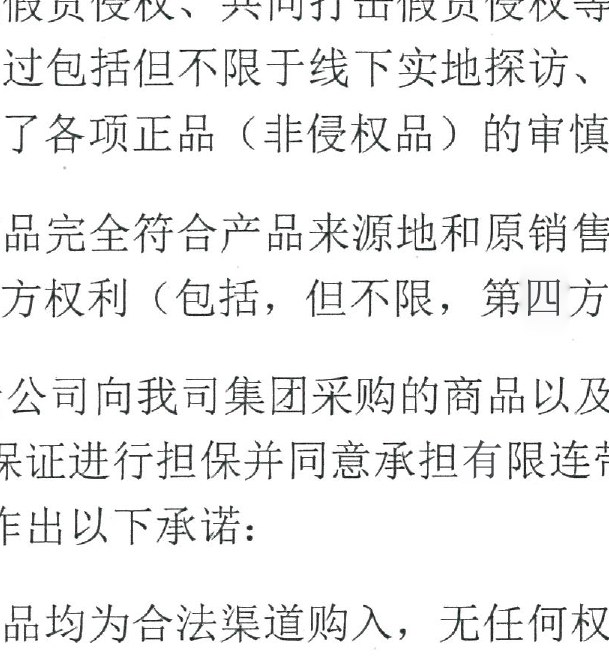 假货侵权、共同打击假货侵权等
过包括但不限于线下实地探访、
了各项正品（非侵权品）的审慎
品完全符合产品来源地和原销售
方权利（包括，但不限，第四方
公司向我司集团采购的商品以及
保证进行担保并同意承担有限连带
作出以下承诺：
品均为合法渠道购入，无任何权